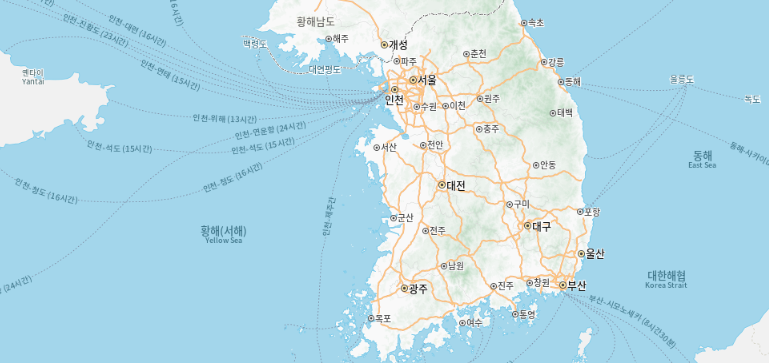 황해남도
속초
해주
개성
인천-대련 (16시간)
(16시간)
인천-진황도 (23시간)
백령도
파주
춘천
강릉
대연평도
인천-연태 (15시간)
서울
동해
울릉도
옌타이
Yantai
인천
수원
이천
원주
독도
인천-위해 (13시간)
태백
인천-연운항 (24시간)
충주
인천-석도 (15시간)
인천-석도 (15시간)
서산
천안
동해
East Sea
안동
인천-청도 (16시간)
대전
인천-청도 (16시간)
구미
포항
인천-제주간
군산
황해(서해)
Yellow Sea
전주
대구
울산
남원
대한해협
Korea Strait
(24시간)
광주
진주
창원
부산
부산-시모노세키 (8시간30분)
목포
여수
통영